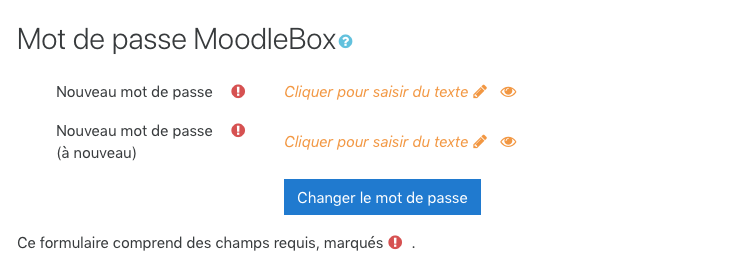 Mot de passe MoodleBox
Nouveau mot de passe Cliquer pour saisir du texte
Nouveau mot de passe
(à nouveau) Cliquer pour saisir du texte
Changer le mot de passe
Ce formulaire comprend des champs requis, marqués .